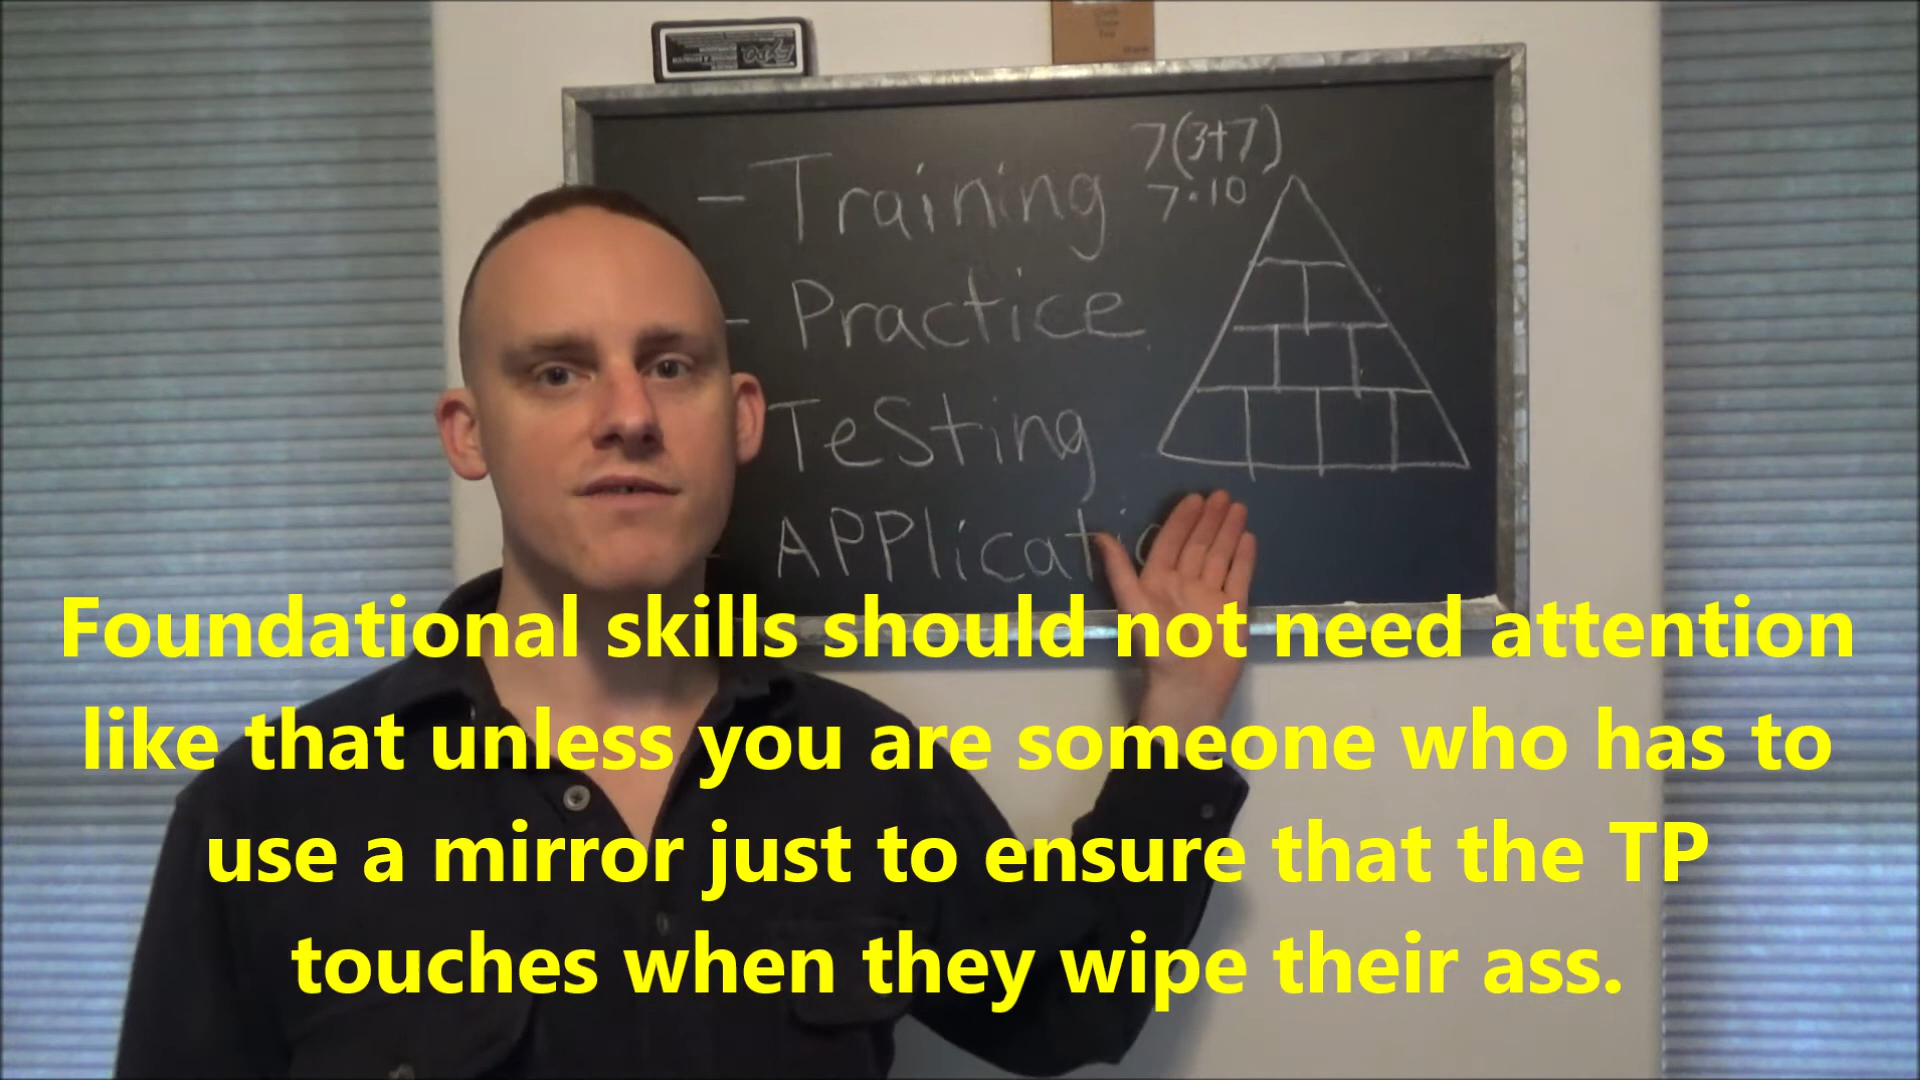 - Training
7(3+7)
7·10
- Practice
Testing
- APPlicatio
Foundational skills should not need attention
like that unless you are someone who has to
use a mirror just to ensure that the TP
touches when they wipe their ass.